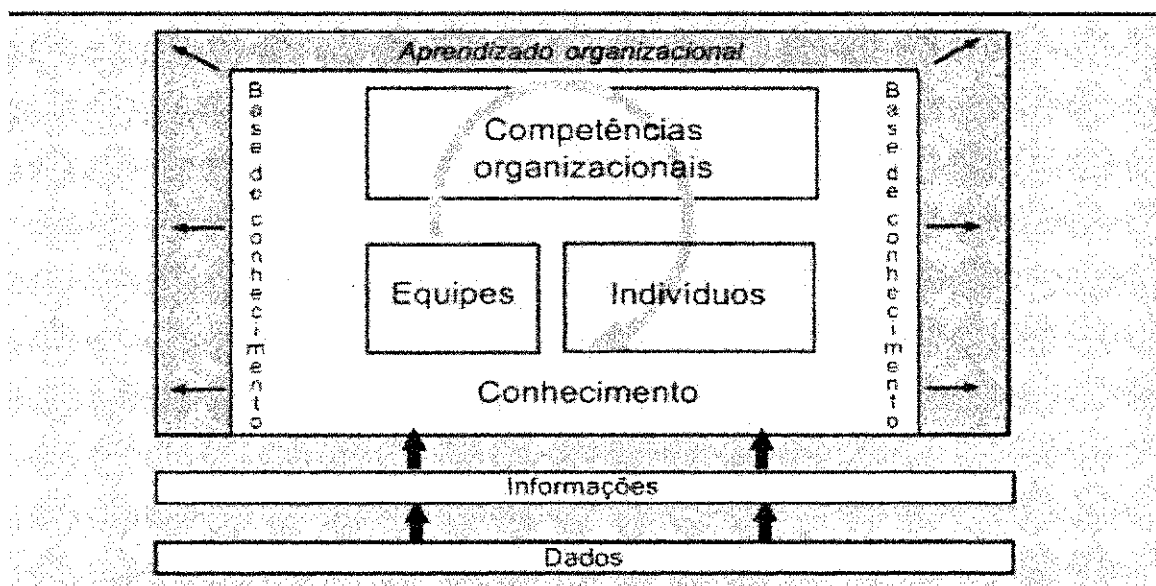 Aprendizado organizacional
Base de conhecimento
Competências
organizacionais
Base de conhecimento
Equipes
Indivíduos
Conhecimento
Informações
Dados